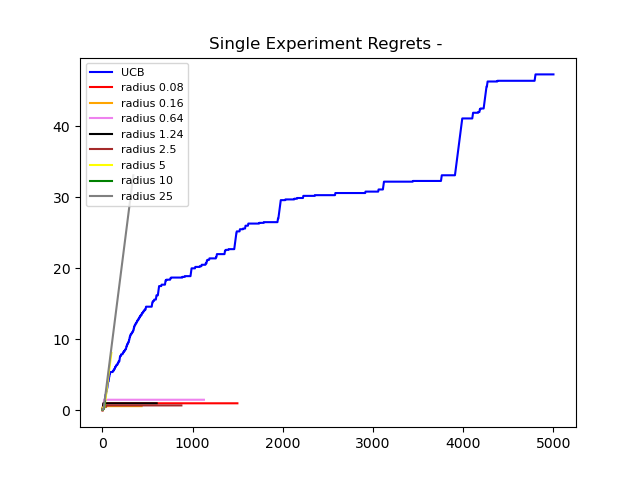 Single Experiment Regrets -
UCB
radius 0.08
radius 0.16
radius 0.64
radius 1.24
radius 2.5
radius 5
radius 10
radius 25
40
30
20
10
0
0 1000 2000 3000 4000 5000